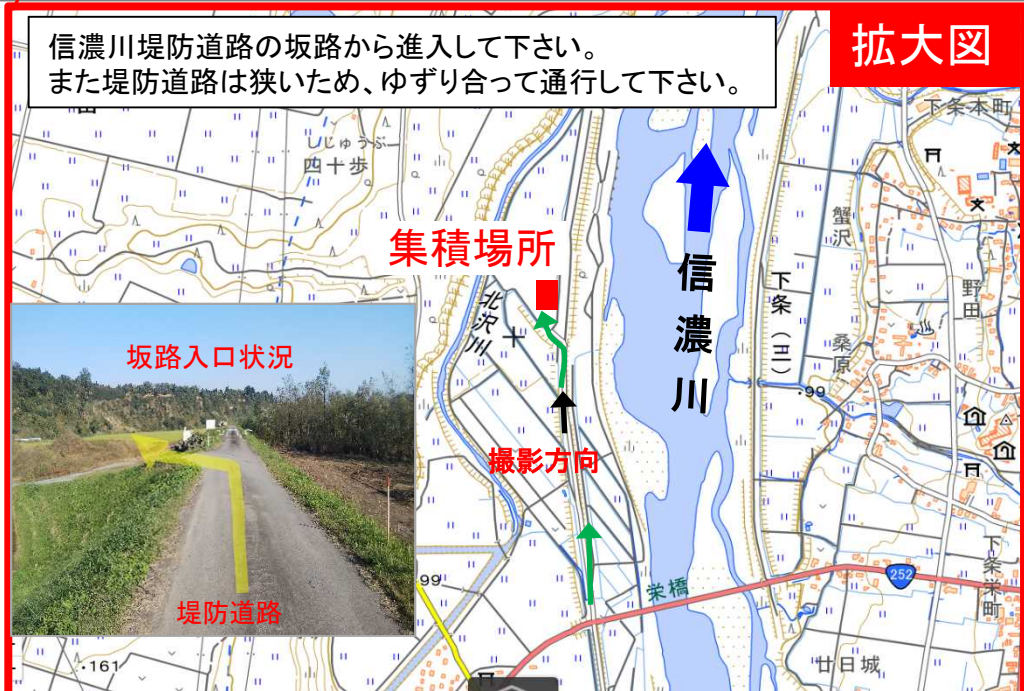 信濃川堤防道路の坂路から進入して下さい。
また堤防道路は狭いため、ゆずり合って通行して下さい。
拡大図
下条本町
しじゅうぶ
四十歩
蟹沢
集積場所
信濃川
下条(三)
野田
北沢川
桑原
坂路入口状況
99
撮影方向
堤防道路
下条栄町
252
栄橋
99
161
廿日城